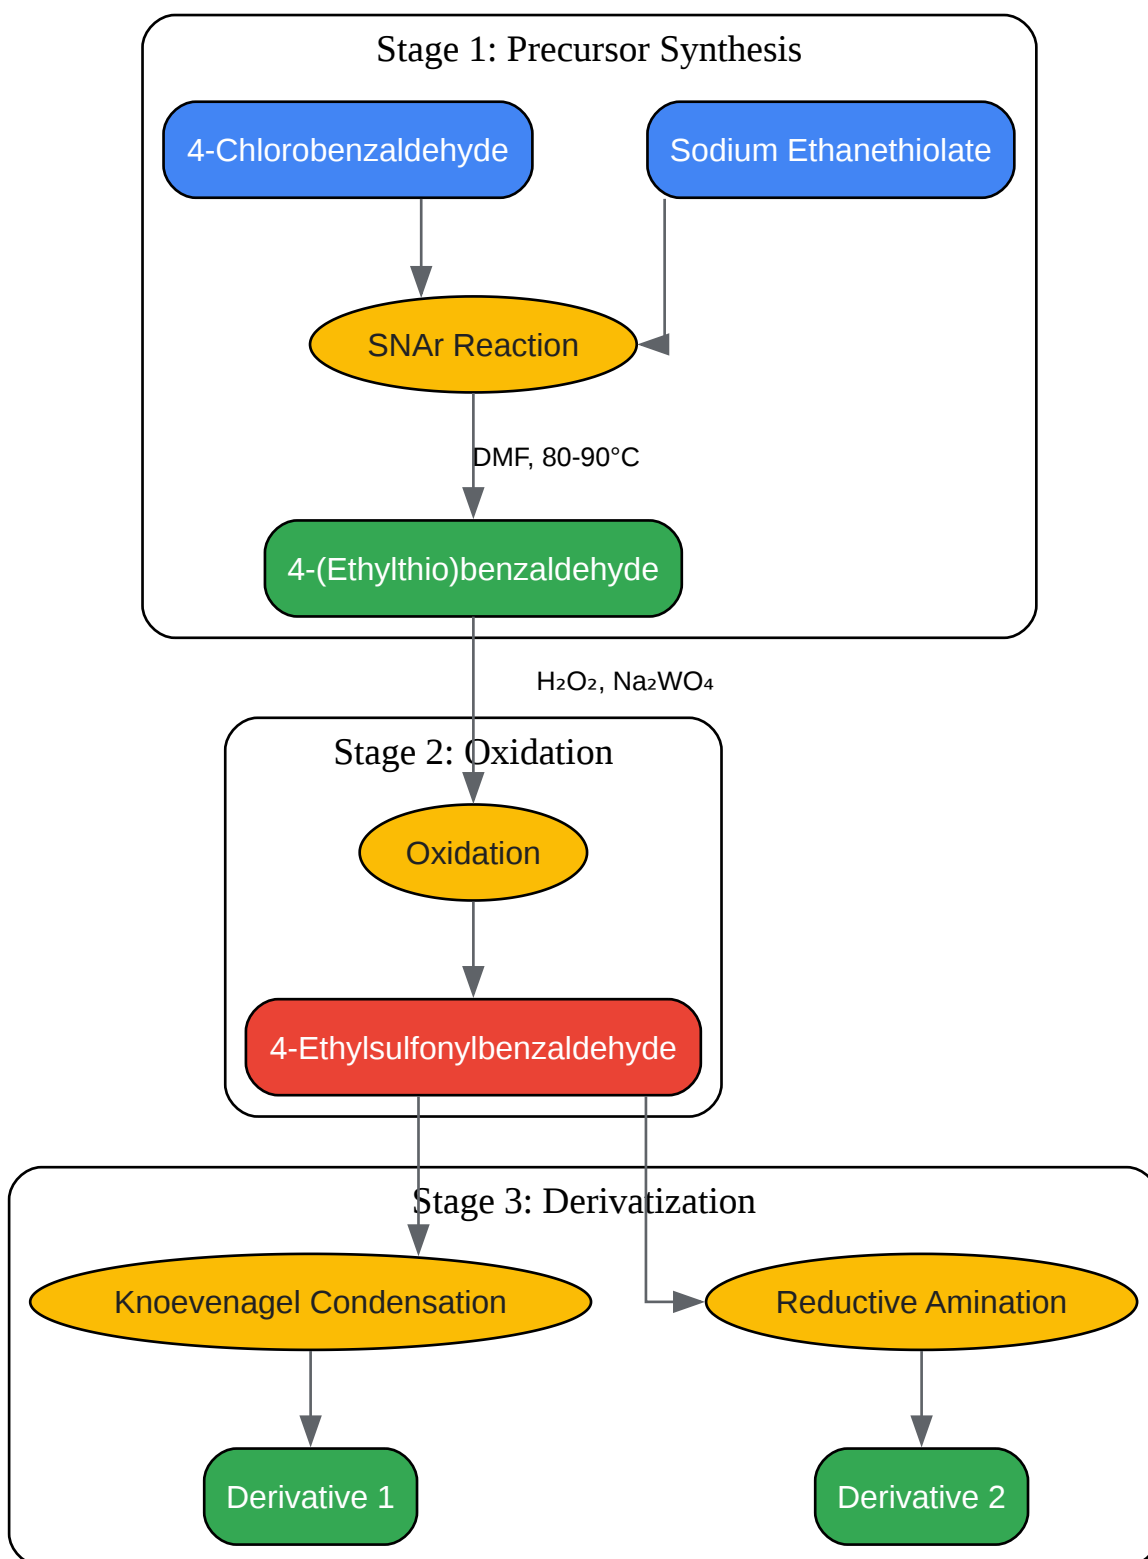 Stage 1: Precursor Synthesis
4-Chlorobenzaldehyde
Sodium Ethanethiolate
SNAr Reaction
DMF, 80-90°C
4-(Ethylthio)benzaldehyde
H₂O₂, Na₂WO₄
Stage 2: Oxidation
Oxidation
4-Ethylsulfonylbenzaldehyde
Stage 3: Derivatization
Knoevenagel Condensation
Reductive Amination
Derivative 1
Derivative 2